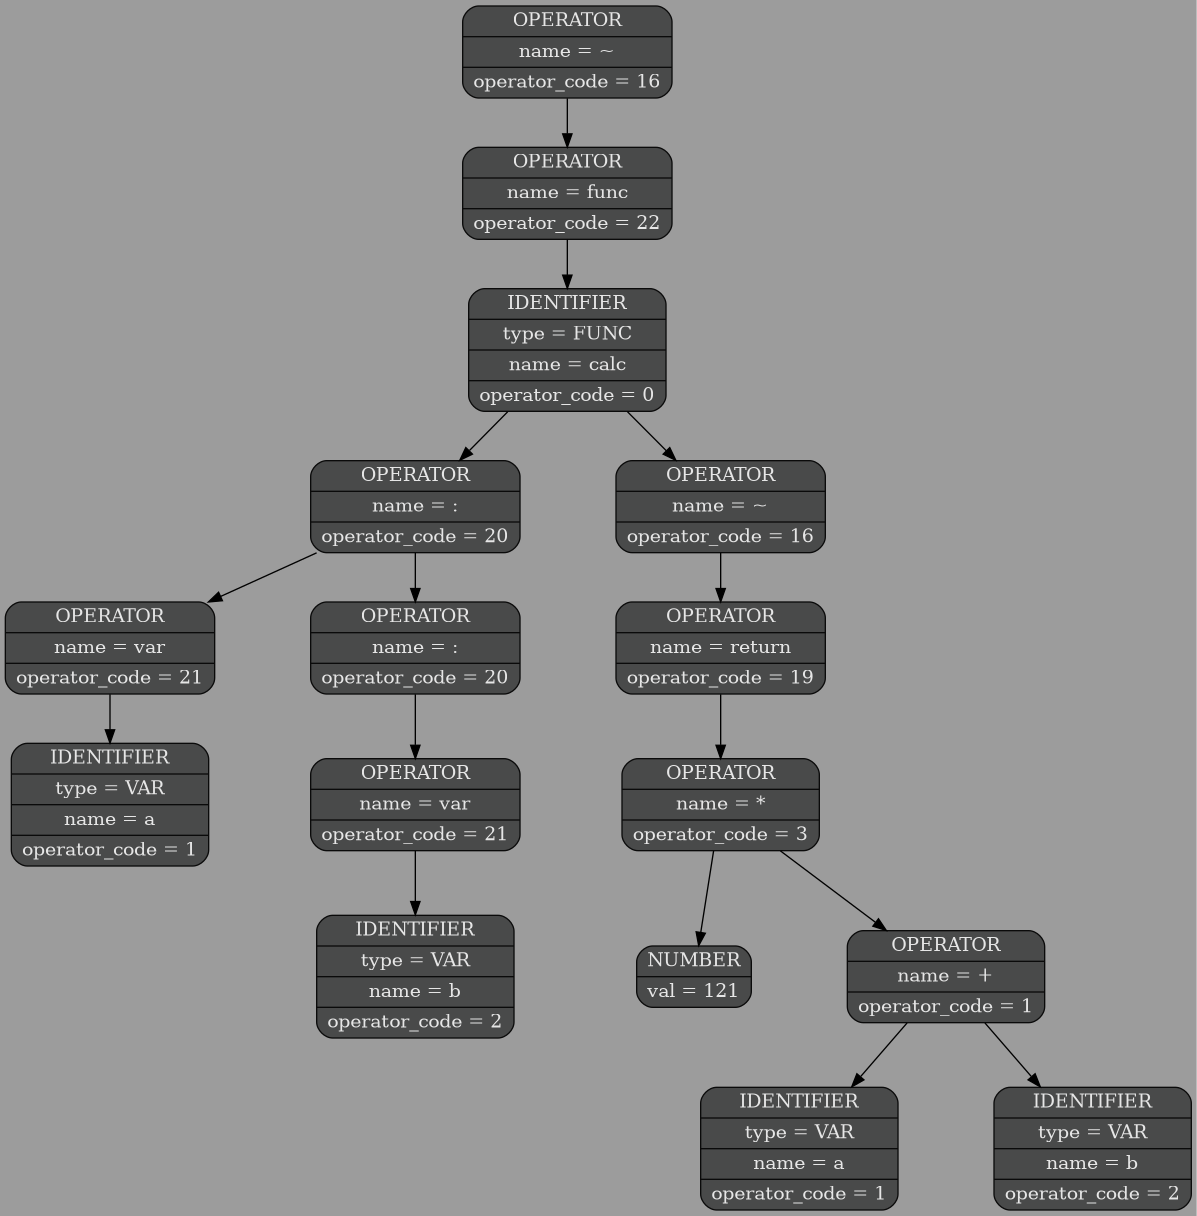 OPERATOR
name = ~
operator_code = 16
OPERATOR
name = func
operator_code = 22
IDENTIFIER
type = FUNC
name = calc
operator_code = 0
OPERATOR
name = :
operator_code = 20
OPERATOR
name = ~
operator_code = 16
OPERATOR
name = var
operator_code = 21
OPERATOR
name = :
operator_code = 20
OPERATOR
name = return
operator_code = 19
IDENTIFIER
type = VAR
name = a
operator_code = 1
OPERATOR
name = var
operator_code = 21
OPERATOR
name = *
operator_code = 3
IDENTIFIER
type = VAR
name = b
operator_code = 2
NUMBER
val = 121
OPERATOR
name = +
operator_code = 1
IDENTIFIER
type = VAR
name = a
operator_code = 1
IDENTIFIER
type = VAR
name = b
operator_code = 2